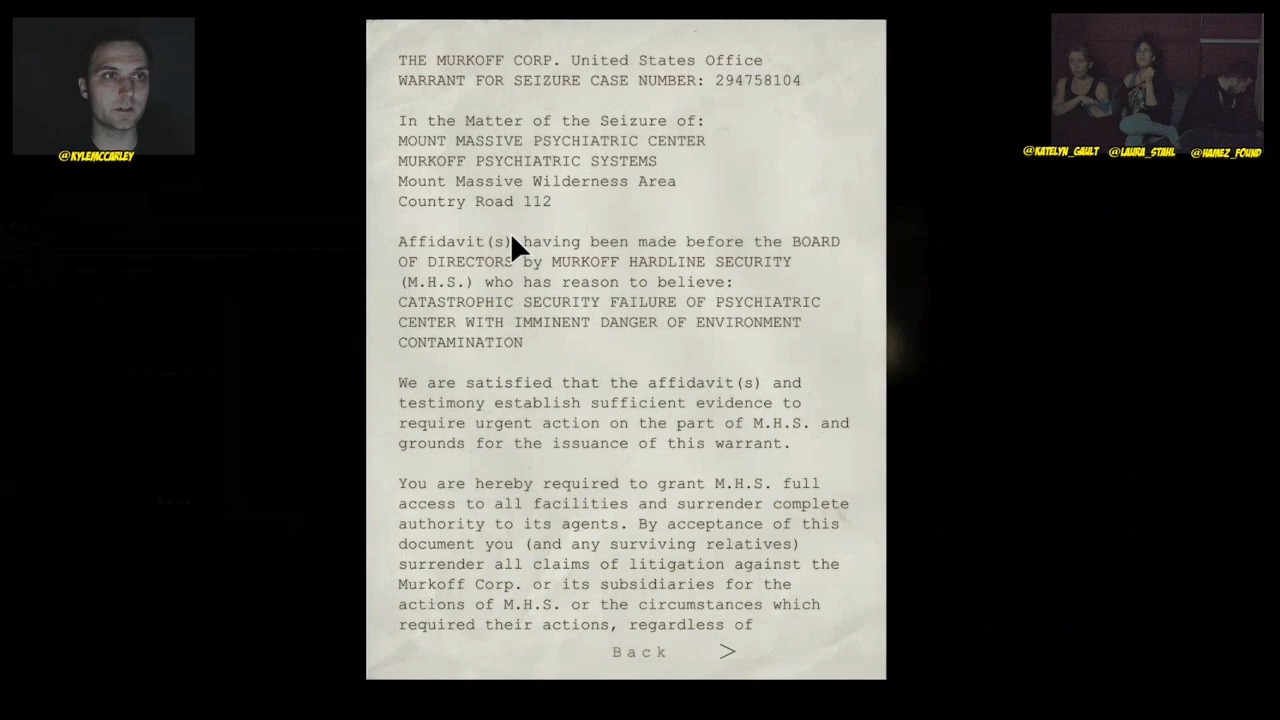 THE MURKOFF CORP. United States Office
WARRANT FOR SEIZURE CASE NUMBER: 294758104
In the Matter of the Seizure of:
MOUNT MASSIVE PSYCHIATRIC CENTER
MURKOFF PSYCHIATRIC SYSTEMS
Mount Massive Wilderness Area
Country Road 112
Affidavit(s) having been made before the BOARD
OF DIRECTORS by MURKOFF HARDLINE SECURITY
(M.H.S.) who has reason to believe:
CATASTROPHIC SECURITY FAILURE OF PSYCHIATRIC
CENTER WITH IMMINENT DANGER OF ENVIRONMENT
CONTAMINATION
We are satisfied that the affidavit(s) and
testimony establish sufficient evidence to
require urgent action on the part of M.H.S. and
grounds for the issuance of this warrant.
You are hereby required to grant M.H.S. full
access to all facilities and surrender complete
authority to its agents. By acceptance of this
document you (and any surviving relatives)
surrender all claims of litigation against the
Murkoff Corp. or its subsidiaries for the
actions of M.H.S. or the circumstances which
required their actions, regardless of
Back >
@KYLEMCCARLEY
@KATELYN_GAULT @LAURA_STAHL @HAMEZ_FOUND